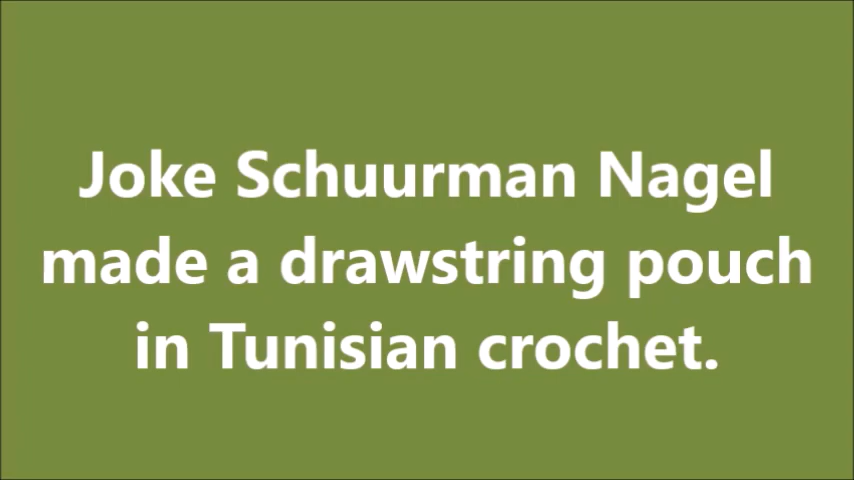 Joke Schuurman Nagel
made a drawstring pouch
in Tunisian crochet.